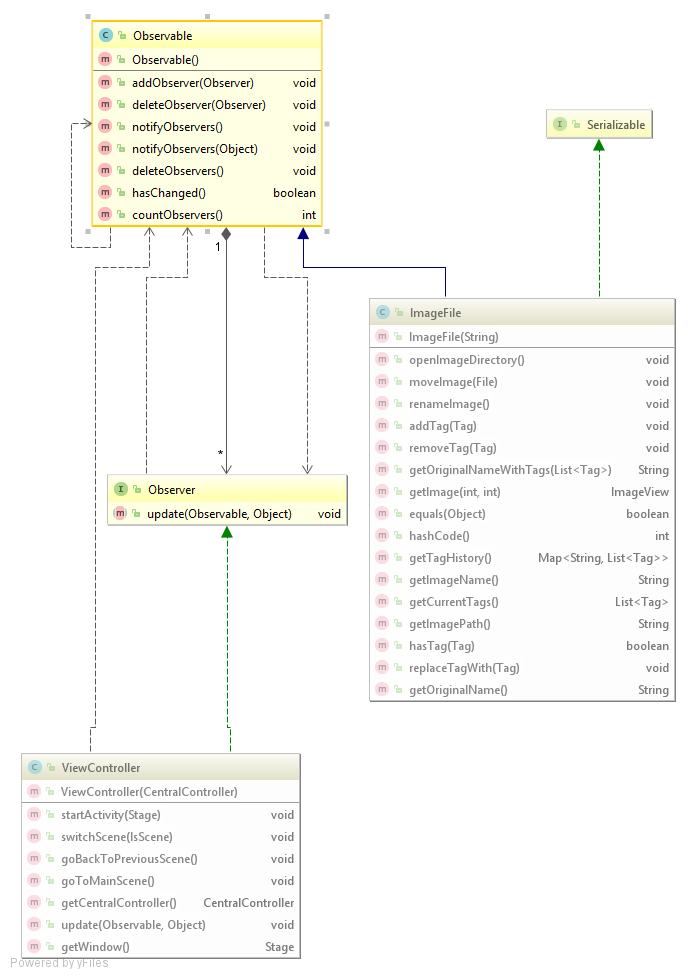 Observable
Observable()
addObserver(Observer) void
deleteObserver(Observer) void
notifyObservers() void
notifyObservers(Object) void
deleteObservers() void
hasChanged() boolean
countObservers() int
1
*
Serializable
ImageFile
ImageFile(String)
openImageDirectory() void
moveImage(File) void
renameImage() void
addTag(Tag) void
removeTag(Tag) void
getOriginalNameWithTags(List<Tag>) String
getImage(int, int) ImageView
equals(Object) boolean
hashCode() int
getTagHistory() Map<String, List<Tag>>
getImageName() String
getCurrentTags() List<Tag>
getImagePath() String
hasTag(Tag) boolean
replaceTagWith(Tag) void
getOriginalName() String
Observer
update(Observable, Object) void
ViewController
ViewController(CentralController)
startActivity(Stage) void
switchScene(IsScene) void
goBackToPreviousScene() void
goToMainScene() void
getCentralController() CentralController
update(Observable, Object) void
getWindow() Stage
Powered by yFiles